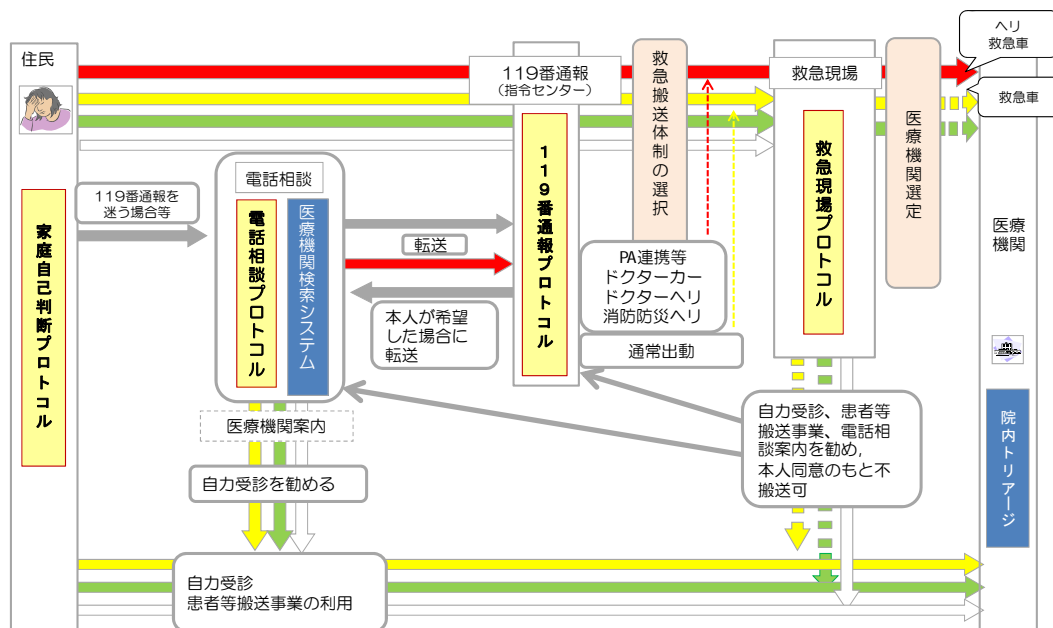 ヘリ
救急車
住民
119番通報
（指令センター）
救急搬送体制の選択
救急現場
医療機関選定
救急車
119番通報を
迷う場合等
電話相談
家庭自己判断プロトコル
電話相談プロトコル
医療機関検索システム
転送
本人が希望
した場合に
転送
119番通報プロトコル
PA連携等
ドクターカー
ドクターヘリ
消防防災ヘリ
通常出動
救急現場プロトコル
医療
機関
医療機関案内
自力受診を勧める
自力受診、患者等
搬送事業、電話相
談案内を勧め,
本人同意のもと不
搬送可
院内トリアージ
自力受診
患者等搬送事業の利用